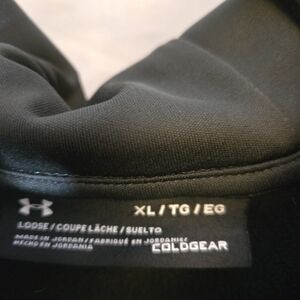 XL / TG / EG
LOOSE / COUPE LÂCHE / SUELTO
MADE IN JORDAN / FABRIQUÉ EN JORDANIE /
HECHO EN JORDANIA
COLDGEAR